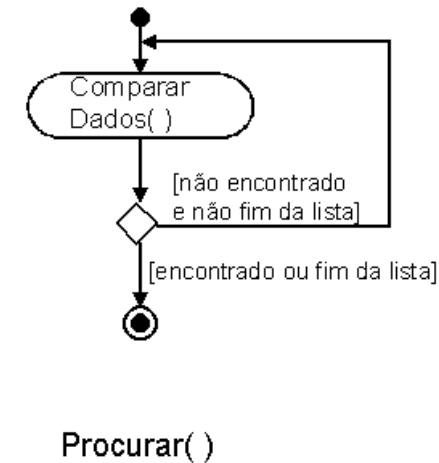 Comparar
Dados( )
[não encontrado
e não fim da lista]
[encontrado ou fim da lista]
Procurar( )